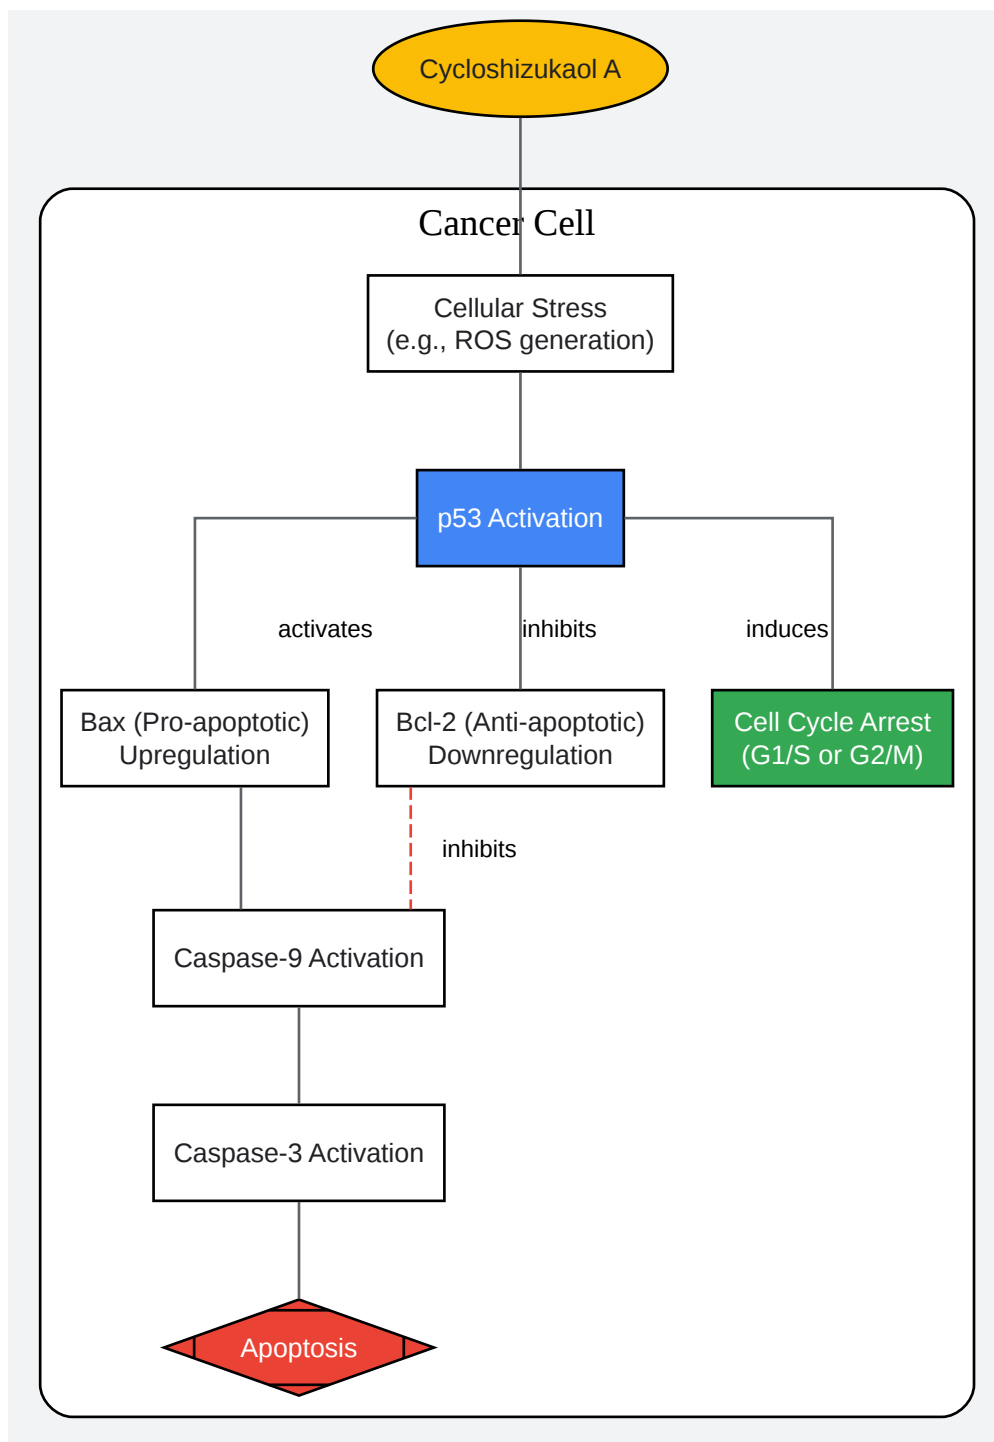 Cycloshizukaol A
Cancer Cell
Cellular Stress
(e.g., ROS generation)
p53 Activation
activates
inhibits
induces
Bax (Pro-apoptotic)
Upregulation
Bcl-2 (Anti-apoptotic)
Downregulation
Cell Cycle Arrest
(G1/S or G2/M)
inhibits
Caspase-9 Activation
Caspase-3 Activation
Apoptosis